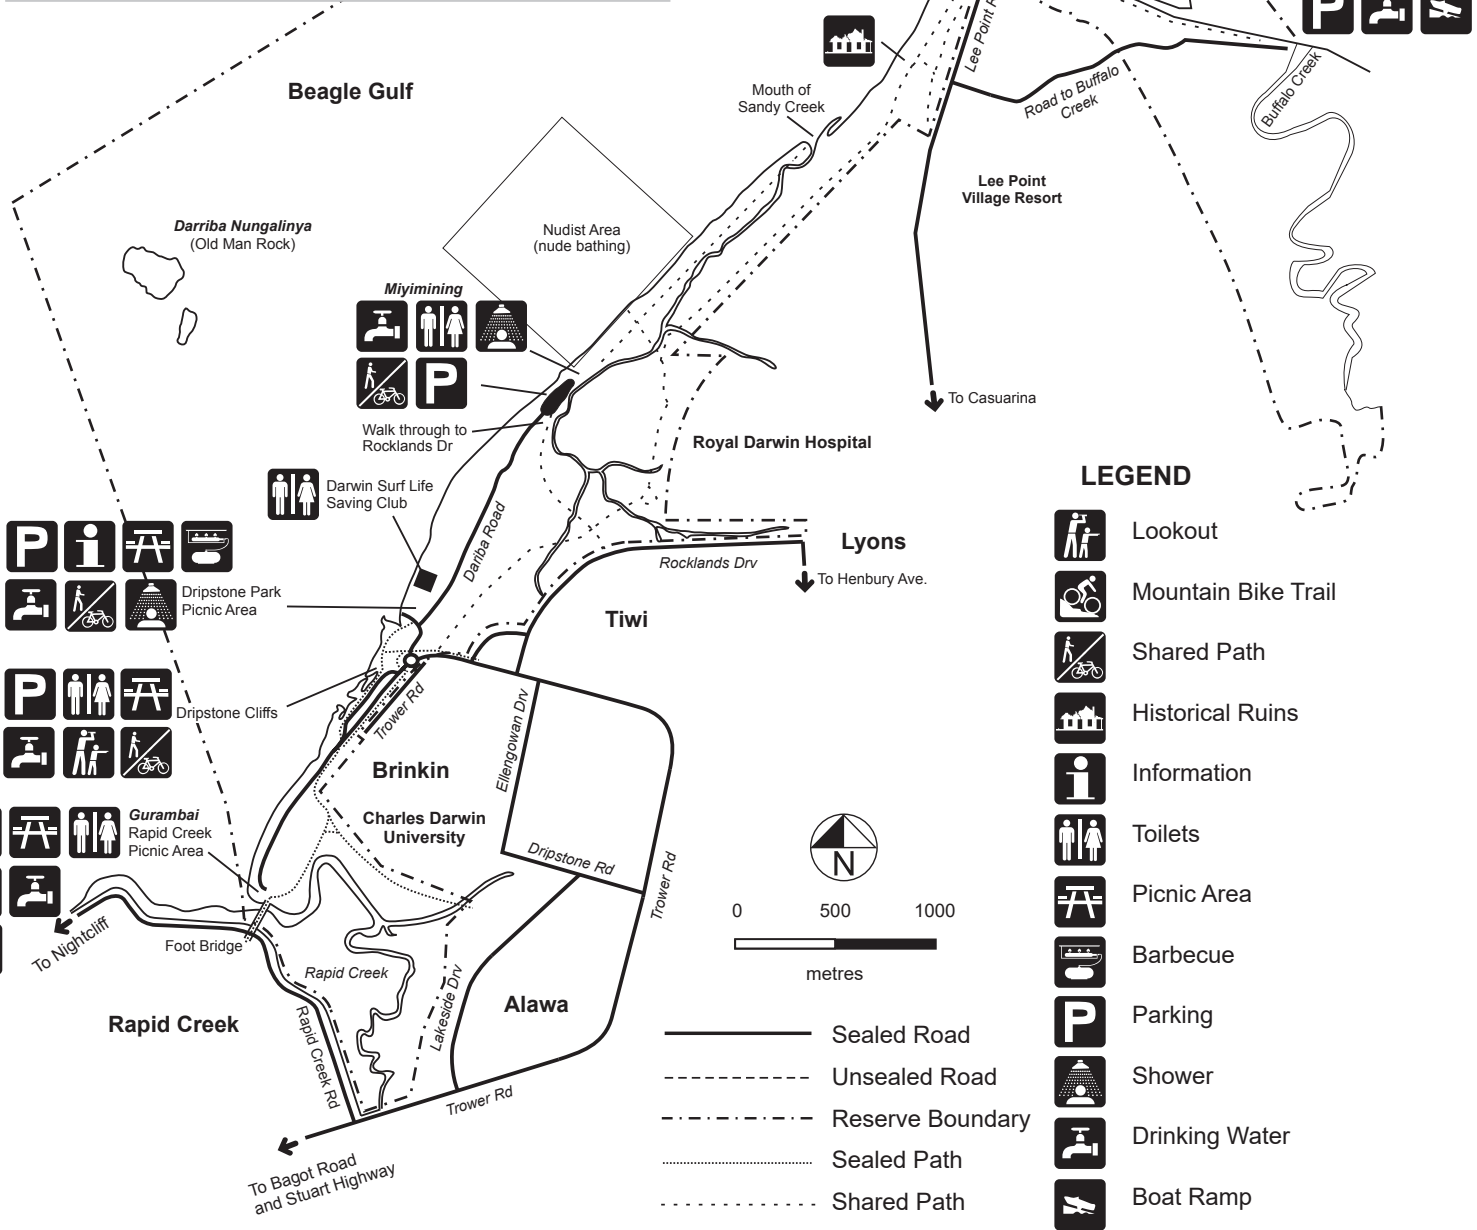 P
Lee Point R
Beagle Gulf
Mouth of
Sandy Creek
Road to Buffalo
Creek
Buffalo Creek
Lee Point
Village Resort
Darriba Nungalinya
(Old Man Rock)
Nudist Area
(nude bathing)
Miyimining
P
Walk through to
Rocklands Dr
To Casuarina
Royal Darwin Hospital
Darwin Surf Life
Saving Club
Dariba Road
P
Lyons
Rocklands Drv
To Henbury Ave.
Dripstone Park
Picnic Area
Tiwi
P
Dripstone Cliffs
Trower Rd
Ellengowan Drv
Brinkin
Charles Darwin
University
Gurambai
Rapid Creek
Picnic Area
Dripstone Rd
Trower Rd
To Nightcliff
Foot Bridge
Rapid Creek
Lakeside Drv
Alawa
Rapid Creek
Rapid Creek Rd
Trower Rd
To Bagot Road
and Stuart Highway
N
0 500 1000
metres
Sealed Road
Unsealed Road
Reserve Boundary
Sealed Path
Shared Path
LEGEND
Lookout
Mountain Bike Trail
Shared Path
Historical Ruins
Information
Toilets
Picnic Area
Barbecue
P Parking
Shower
Drinking Water
Boat Ramp